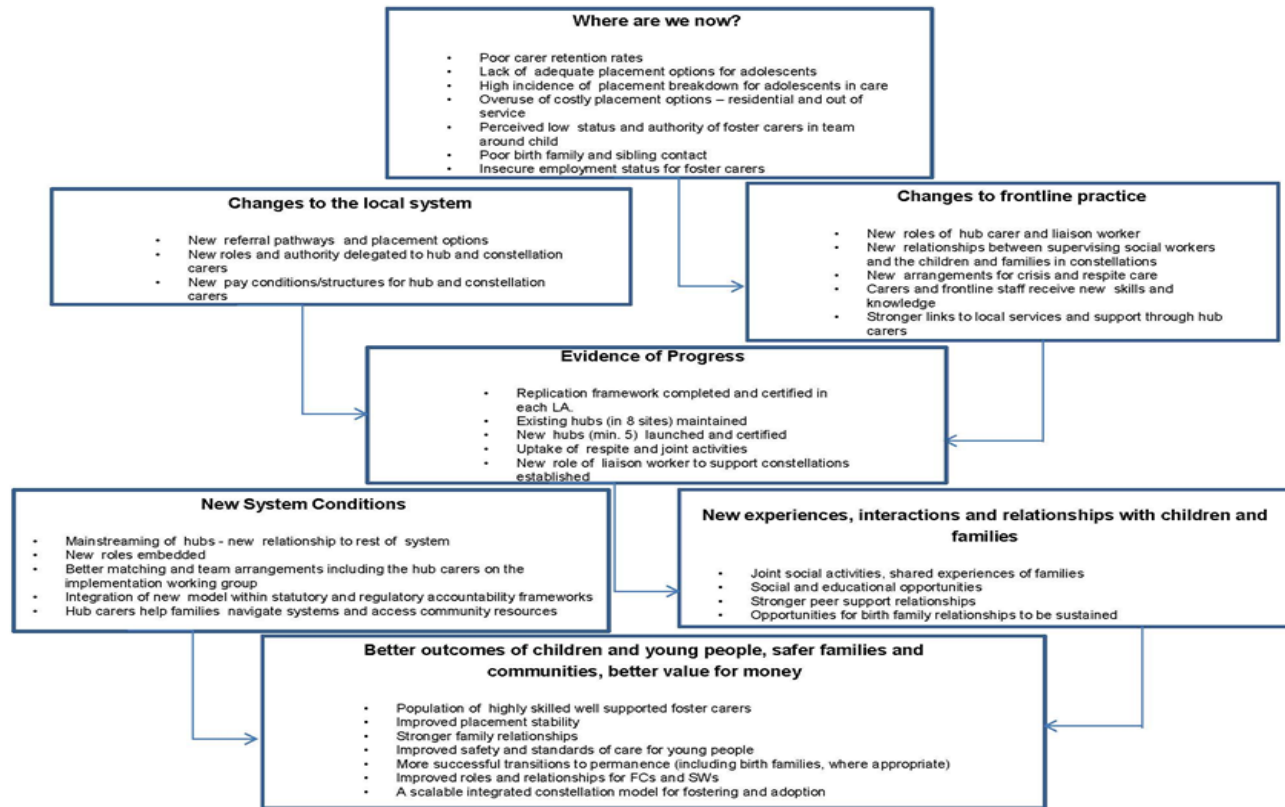 Where are we now?
• Poor carer retention rates
• Lack of adequate placement options for adolescents
• High incidence of placement breakdown for adolescents in care
• Overuse of costly placement options – residential and out of
service
• Perceived low status and authority of foster carers in team
around child
• Poor birth family and sibling contact
• Insecure employment status for foster carers
Changes to the local system
• New referral pathways and placement options
• New roles and authority delegated to hub and constellation
carers
• New pay conditions/structures for hub and constellation
carers
Changes to frontline practice
• New roles of hub carer and liaison worker
• New relationships between supervising social workers
and the children and families in constellations
• New arrangements for crisis and respite care
• Carers and frontline staff receive new skills and
knowledge
• Stronger links to local services and support through hub
carers
Evidence of Progress
• Replication framework completed and certified in
each LA.
• Existing hubs (in 8 sites) maintained
• New hubs (min. 5) launched and certified
• Uptake of respite and joint activities
• New role of liaison worker to support constellations
established
New System Conditions
• Mainstreaming of hubs - new relationship to rest of system
• New roles embedded
• Better matching and team arrangements including the hub carers on the
implementation working group
• Integration of new model within statutory and regulatory accountability frameworks
• Hub carers help families navigate systems and access community resources
New experiences, interactions and relationships with children and
families
• Joint social activities, shared experiences of families
• Social and educational opportunities
• Stronger peer support relationships
• Opportunities for birth family relationships to be sustained
Better outcomes of children and young people, safer families and
communities, better value for money
• Population of highly skilled well supported foster carers
• Improved placement stability
• Stronger family relationships
• Improved safety and standards of care for young people
• More successful transitions to permanence (including birth families, where appropriate)
• Improved roles and relationships for FCs and SWs
• A scalable integrated constellation model for fostering and adoption